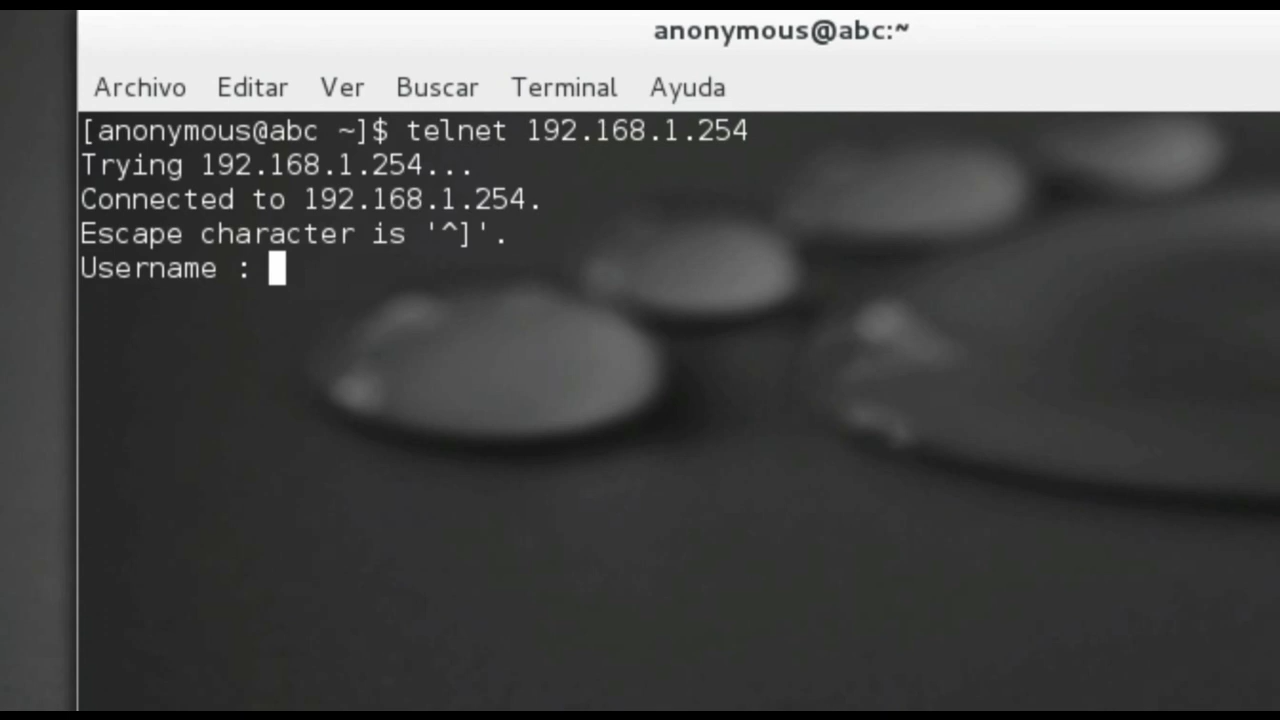 anonymous@abc:~
Archivo Editar Ver Buscar Terminal Ayuda
[anonymous@abc ~]$ telnet 192.168.1.254
Trying 192.168.1.254...
Connected to 192.168.1.254.
Escape character is '^]'.
Username :